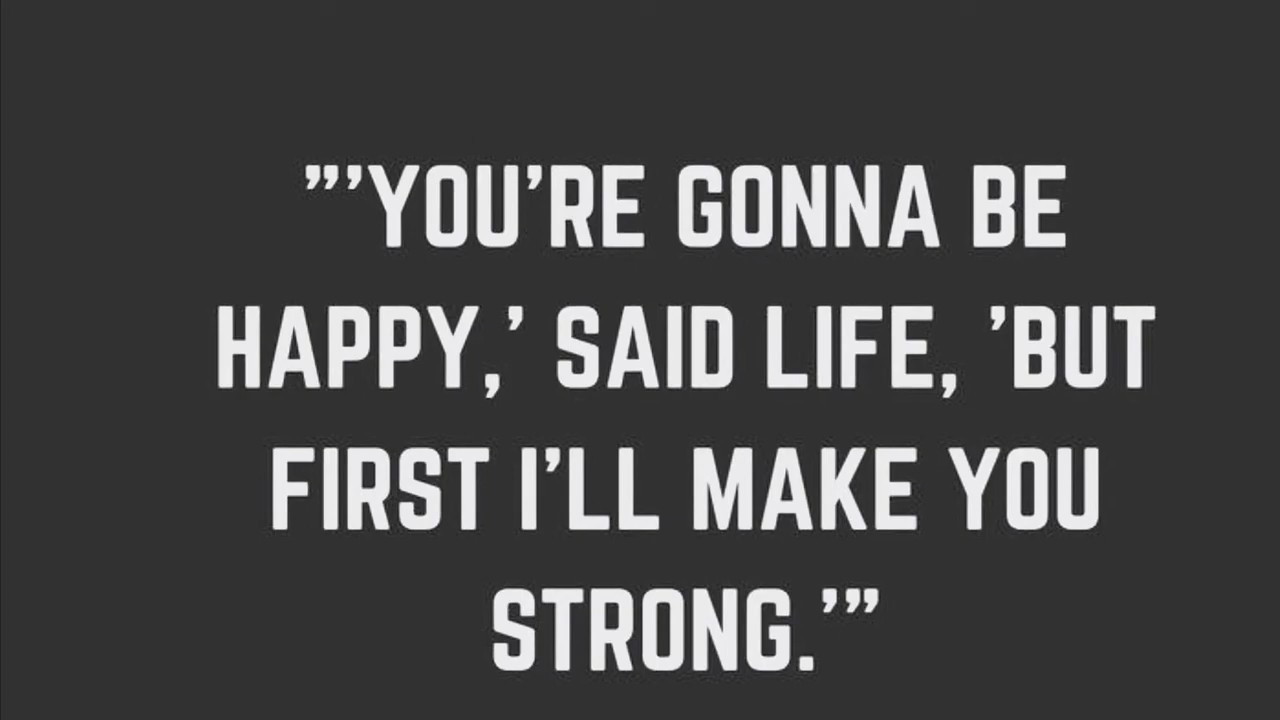 ”’YOU’RE GONNA BE
HAPPY,’ SAID LIFE, ’BUT
FIRST I’LL MAKE YOU
STRONG.’”